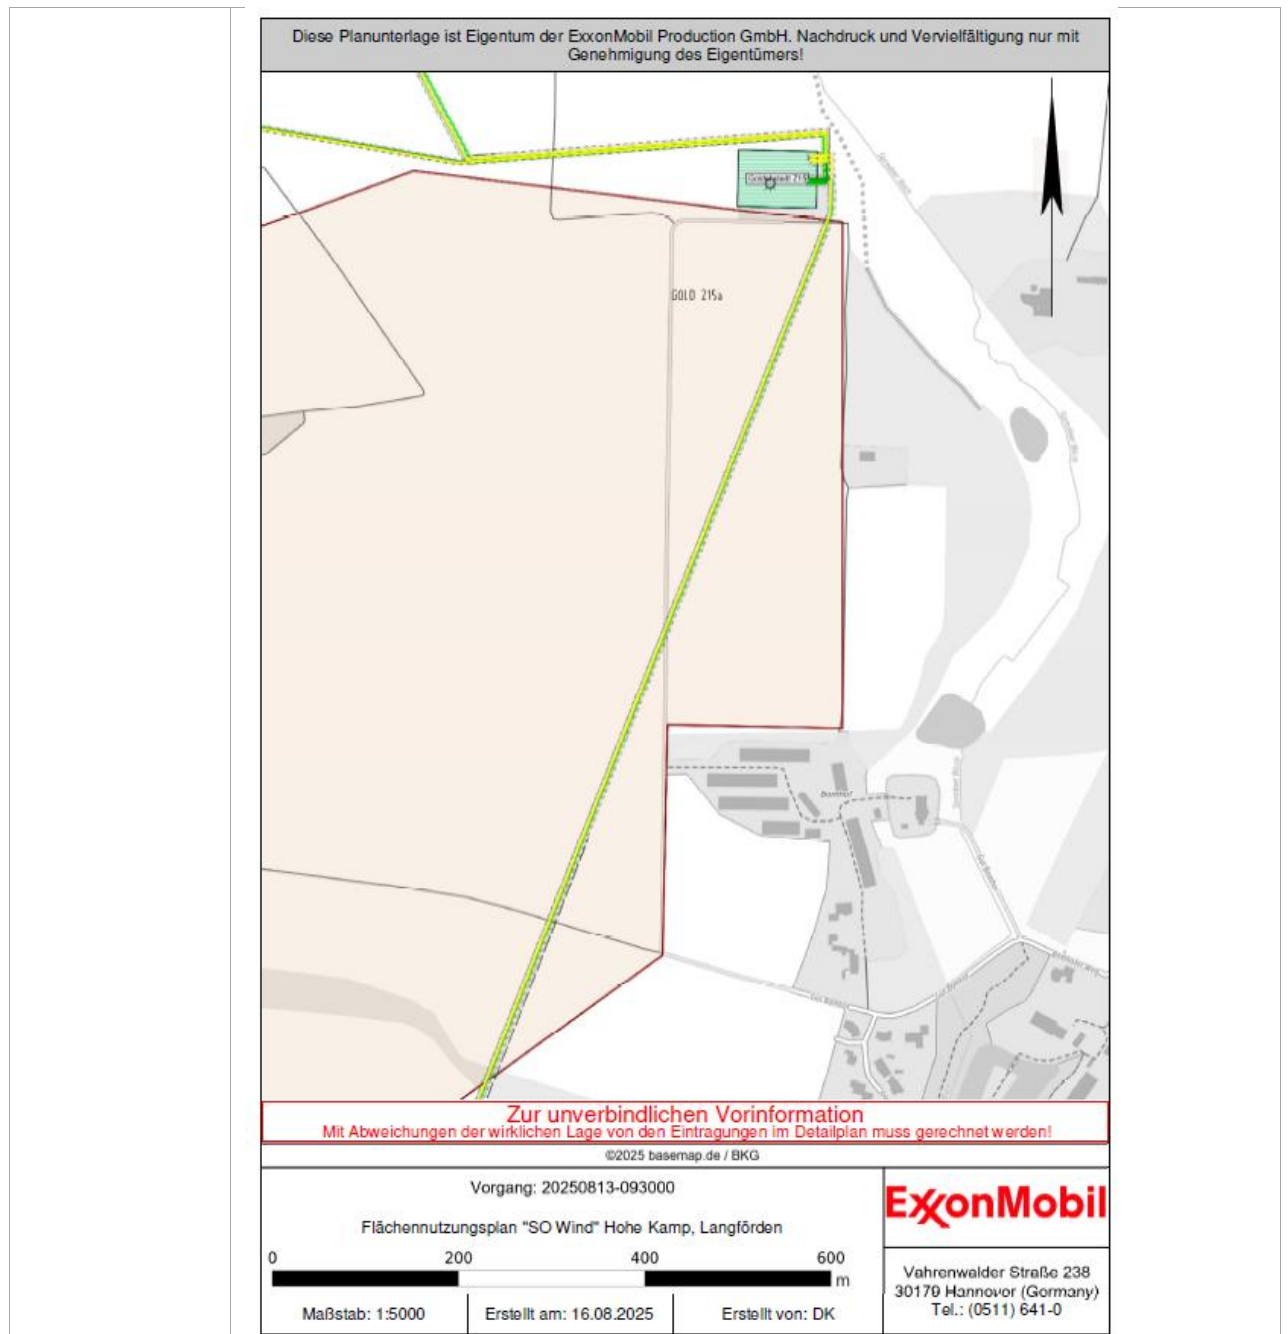 Diese Planunterlage ist Eigentum der ExxonMobil Production GmbH. Nachdruck und Vervielfältigung nur mit
Genehmigung des Eigentümers!
GOLD 215a
Zur unverbindlichen Vorinformation
Mit Abweichungen der wirklichen Lage von den Eintragungen im Detailplan muss gerechnet werden!
©2025 basemap.de / BKG
Vorgang: 20250813-093000
Flächennutzungsplan "SO Wind" Hohe Kamp, Langförden
0 200 400 600
m
Maßstab: 1:5000
Erstellt am: 16.08.2025
Erstellt von: DK
ExxonMobil
Vahrenwalder Straße 238
30179 Hannover (Germany)
Tel.: (0511) 641-0